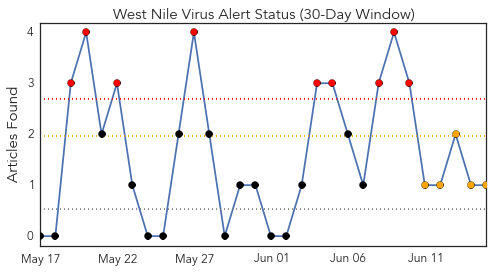 West Nile Virus Alert Status (30-Day Window)
Articles Found
4
3
2
1
0
May 17 May 22 May 27 Jun 01 Jun 06 Jun 11